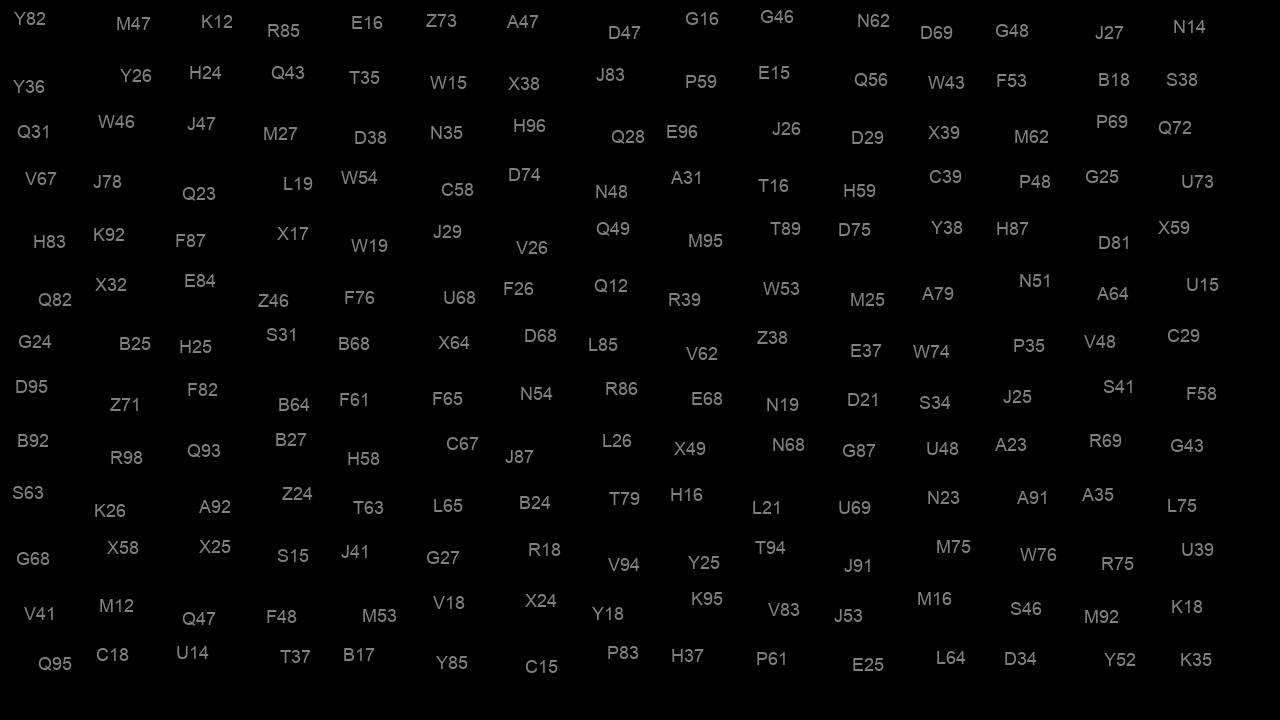 Y82 M47 K12 R85 E16 Z73 A47 D47 G16 G46 N62 D69 G48 J27 N14
Y36 Y26 H24 Q43 T35 W15 X38 J83 P59 E15 Q56 W43 F53 B18 S38
Q31 W46 J47 M27 D38 N35 H96 Q28 E96 J26 D29 X39 M62 P69 Q72
V67 J78 Q23 L19 W54 C58 D74 N48 A31 T16 H59 C39 P48 G25 U73
H83 K92 F87 X17 W19 J29 V26 Q49 M95 T89 D75 Y38 H87 D81 X59
Q82 X32 E84 Z46 F76 U68 F26 Q12 R39 W53 M25 A79 N51 A64 U15
G24 B25 H25 S31 B68 X64 D68 L85 V62 Z38 E37 W74 P35 V48 C29
D95 Z71 F82 B64 F61 F65 N54 R86 E68 N19 D21 S34 J25 S41 F58
B92 R98 Q93 B27 H58 C67 J87 L26 X49 N68 G87 U48 A23 R69 G43
S63 K26 A92 Z24 T63 L65 B24 T79 H16 L21 U69 N23 A91 A35 L75
G68 X58 X25 S15 J41 G27 R18 V94 Y25 T94 J91 M75 W76 R75 U39
V41 M12 Q47 F48 M53 V18 X24 Y18 K95 V83 J53 M16 S46 M92 K18
Q95 C18 U14 T37 B17 Y85 C15 P83 H37 P61 E25 L64 D34 Y52 K35